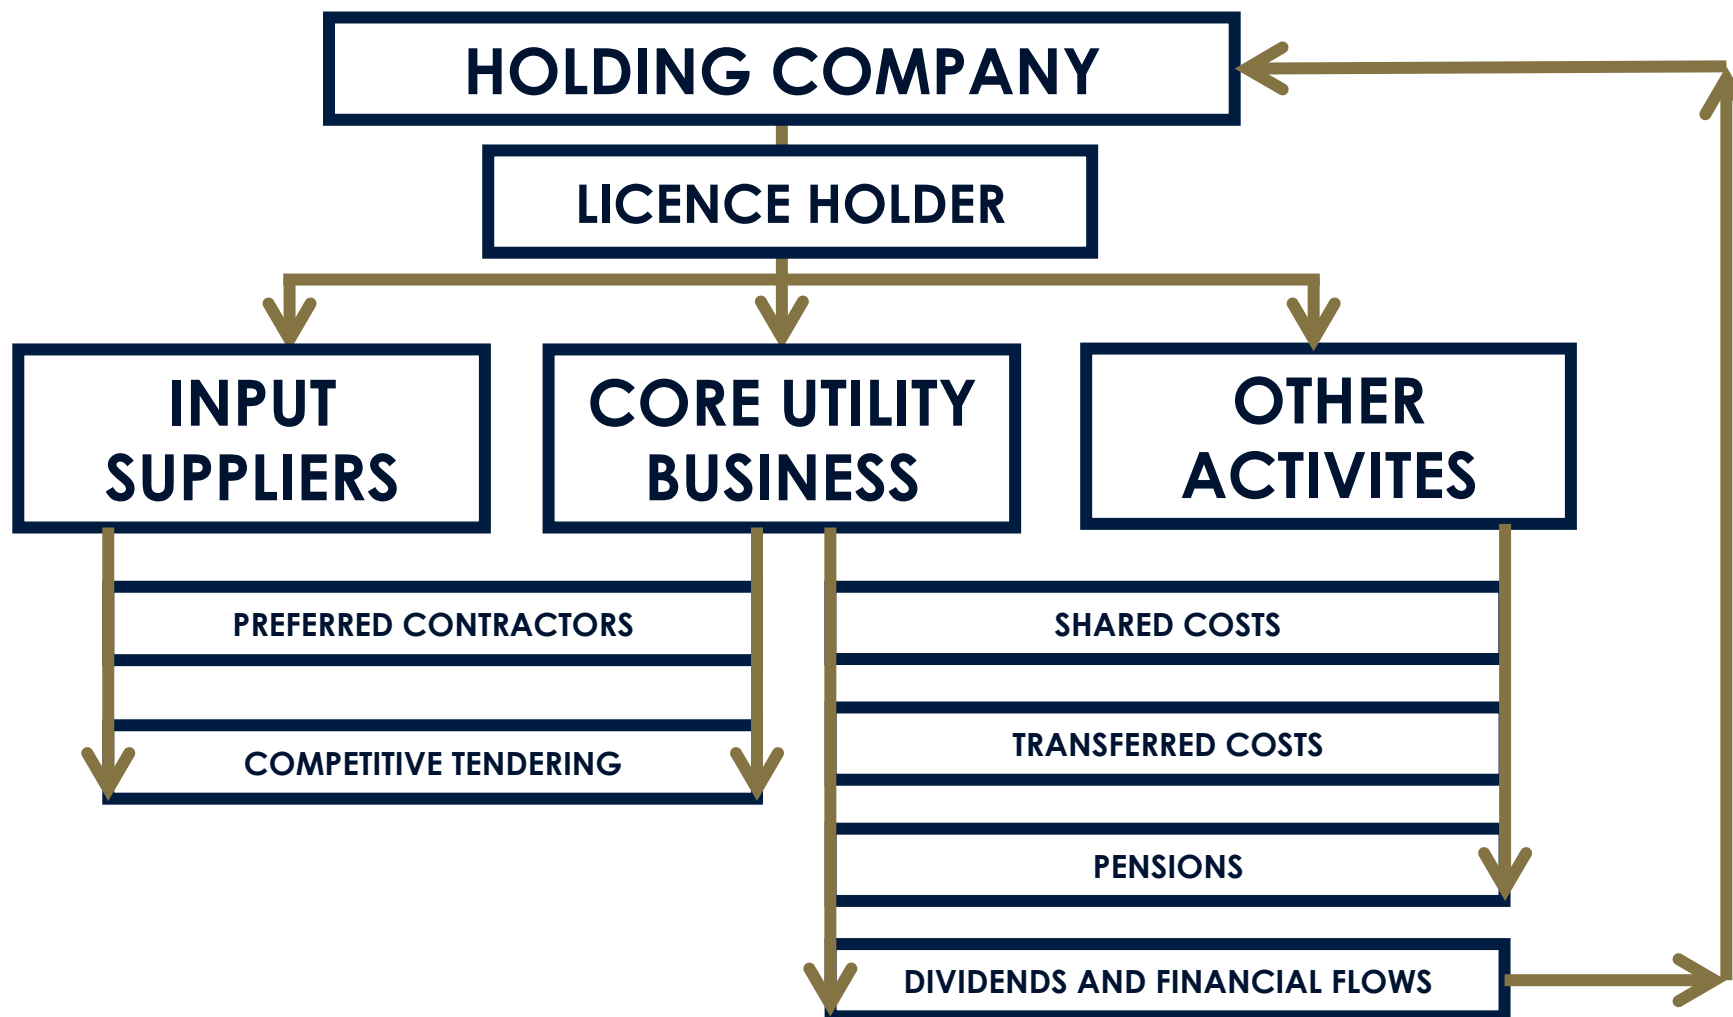 HOLDING COMPANY
LICENCE HOLDER
INPUT
SUPPLIERS
CORE UTILITY
BUSINESS
OTHER
ACTIVITES
PREFERRED CONTRACTORS
COMPETITIVE TENDERING
SHARED COSTS
TRANSFERRED COSTS
PENSIONS
DIVIDENDS AND FINANCIAL FLOWS